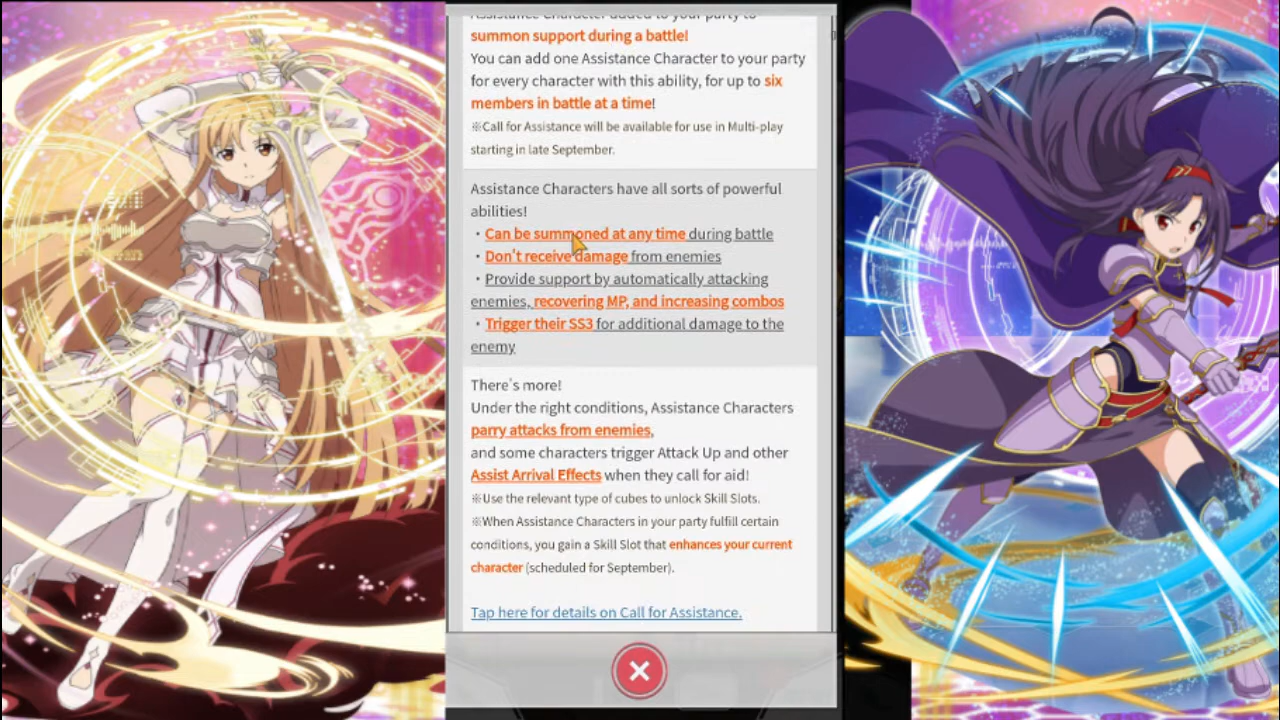 Assistance Character added to your party to
summon support during a battle!
You can add one Assistance Character to your party
for every character with this ability, for up to six
members in battle at a time!
※Call for Assistance will be available for use in Multi-play
starting in late September.
Assistance Characters have all sorts of powerful
abilities!
・Can be summoned at any time during battle
・Don't receive damage from enemies
・Provide support by automatically attacking
enemies, recovering MP, and increasing combos
・Trigger their SS3 for additional damage to the
enemy
There's more!
Under the right conditions, Assistance Characters
parry attacks from enemies,
and some characters trigger Attack Up and other
Assist Arrival Effects when they call for aid!
※Use the relevant type of cubes to unlock Skill Slots.
※When Assistance Characters in your party fulfill certain
conditions, you gain a Skill Slot that enhances your current
character (scheduled for September).
Tap here for details on Call for Assistance.